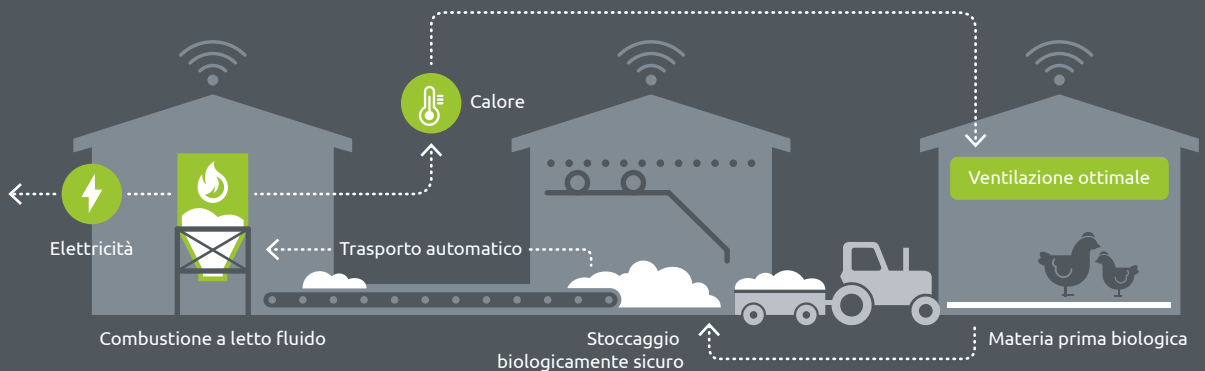 Calore
Ventilazione ottimale
Elettricità
Trasporto automatico
Combustione a letto fluido
Stoccaggio
biologicamente sicuro
Materia prima biologica